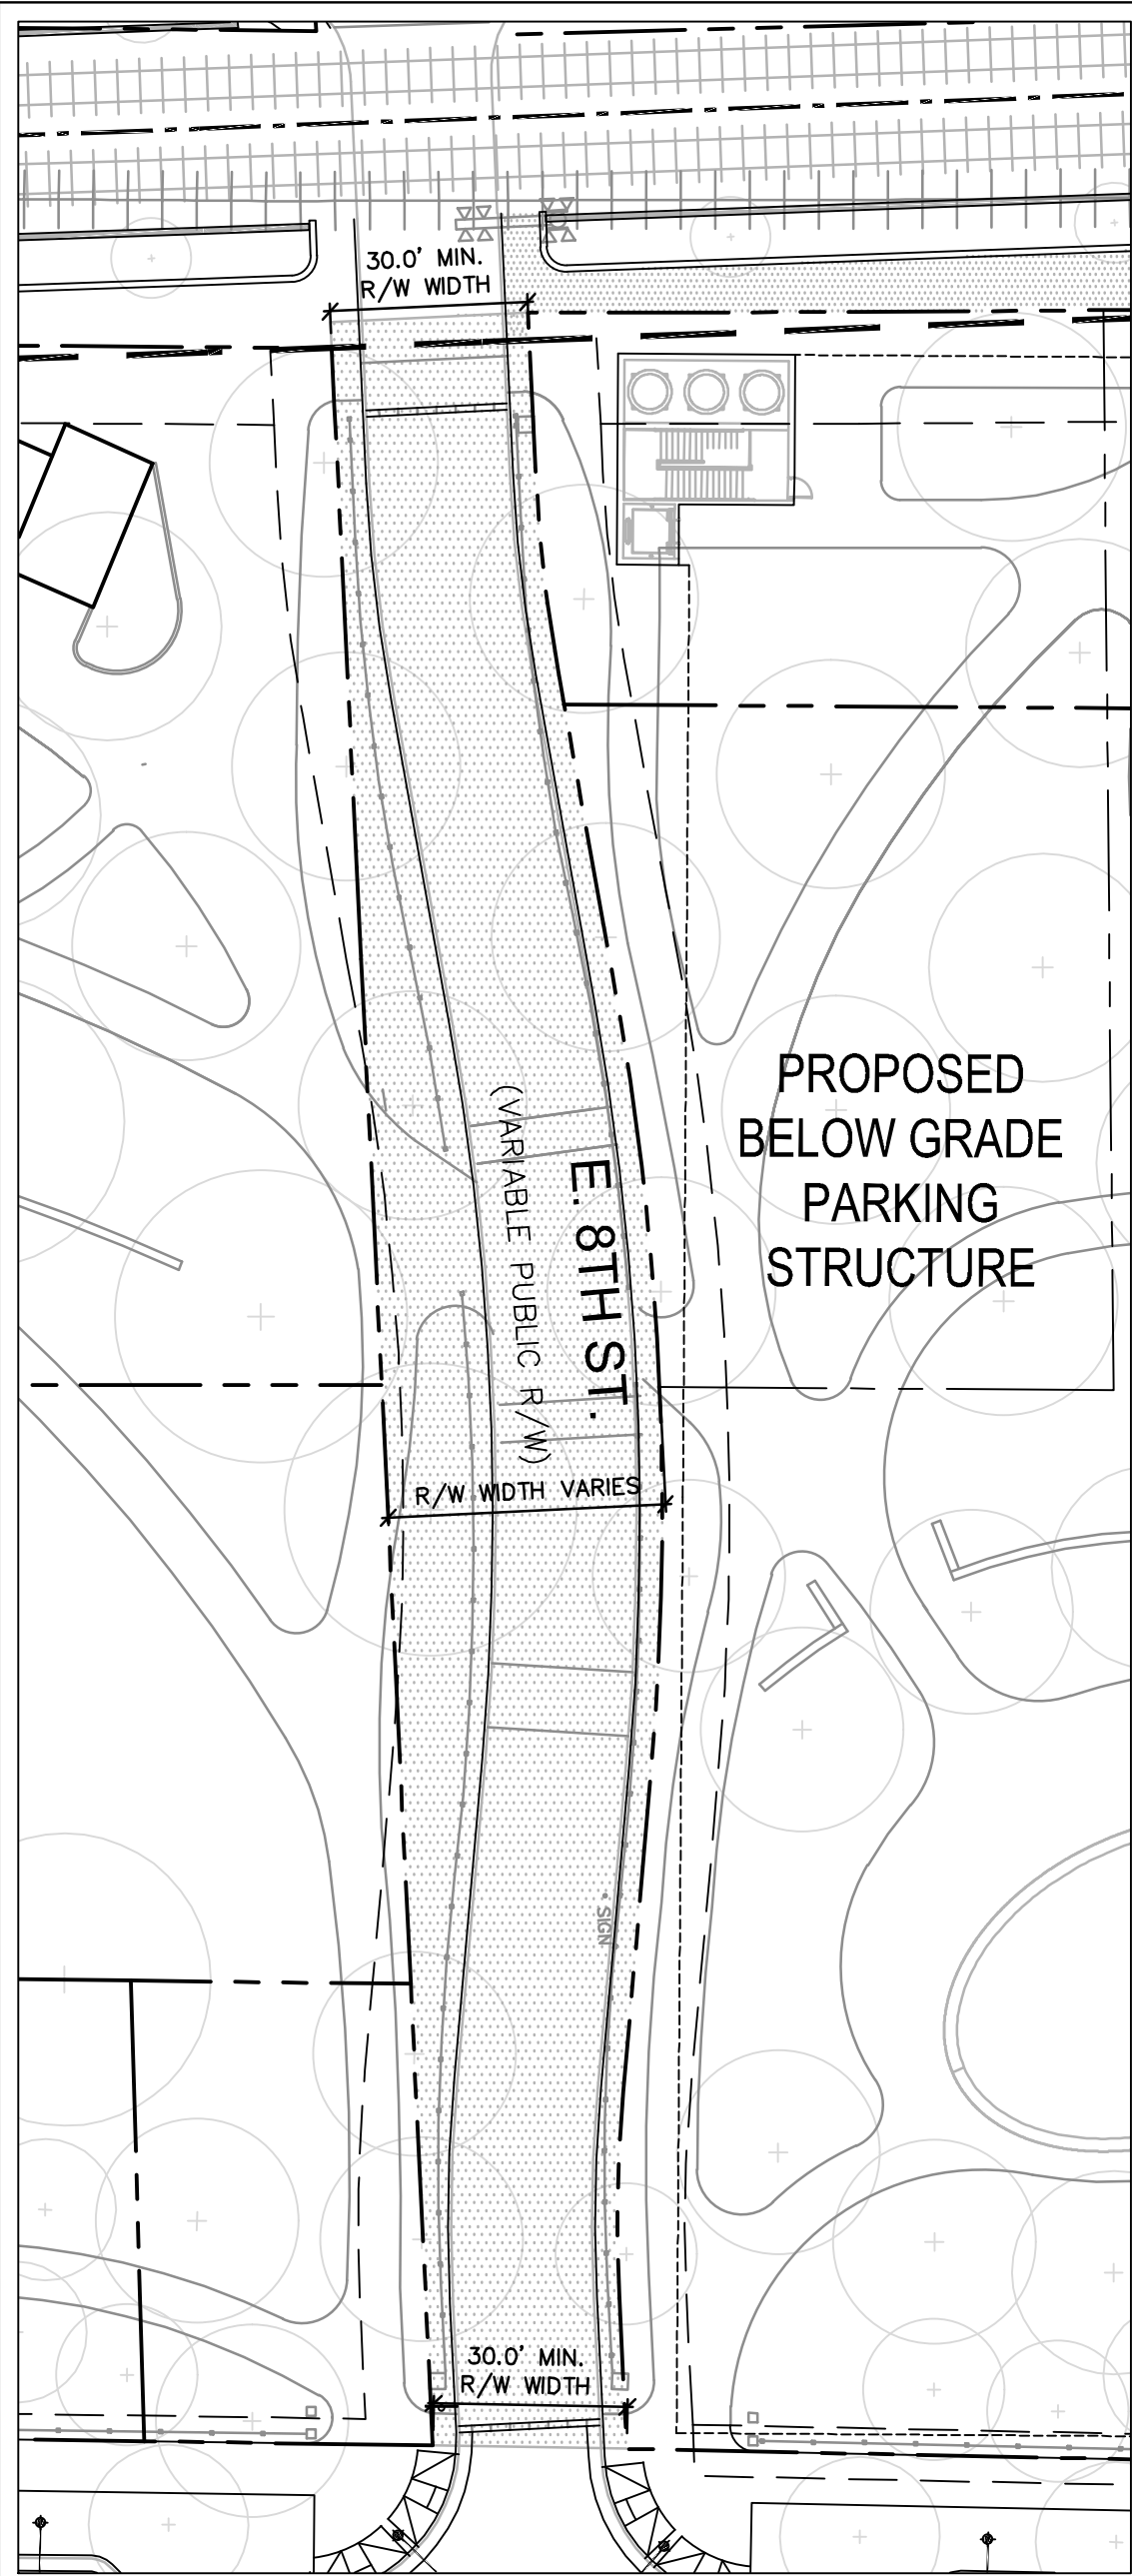 30.0' MIN.
R/W WIDTH
PROPOSED
BELOW GRADE
PARKING
STRUCTURE
E. 8TH ST.
(VARIABLE PUBLIC R/W)
R/W WIDTH VARIES
SIGN
30.0' MIN.
R/W WIDTH